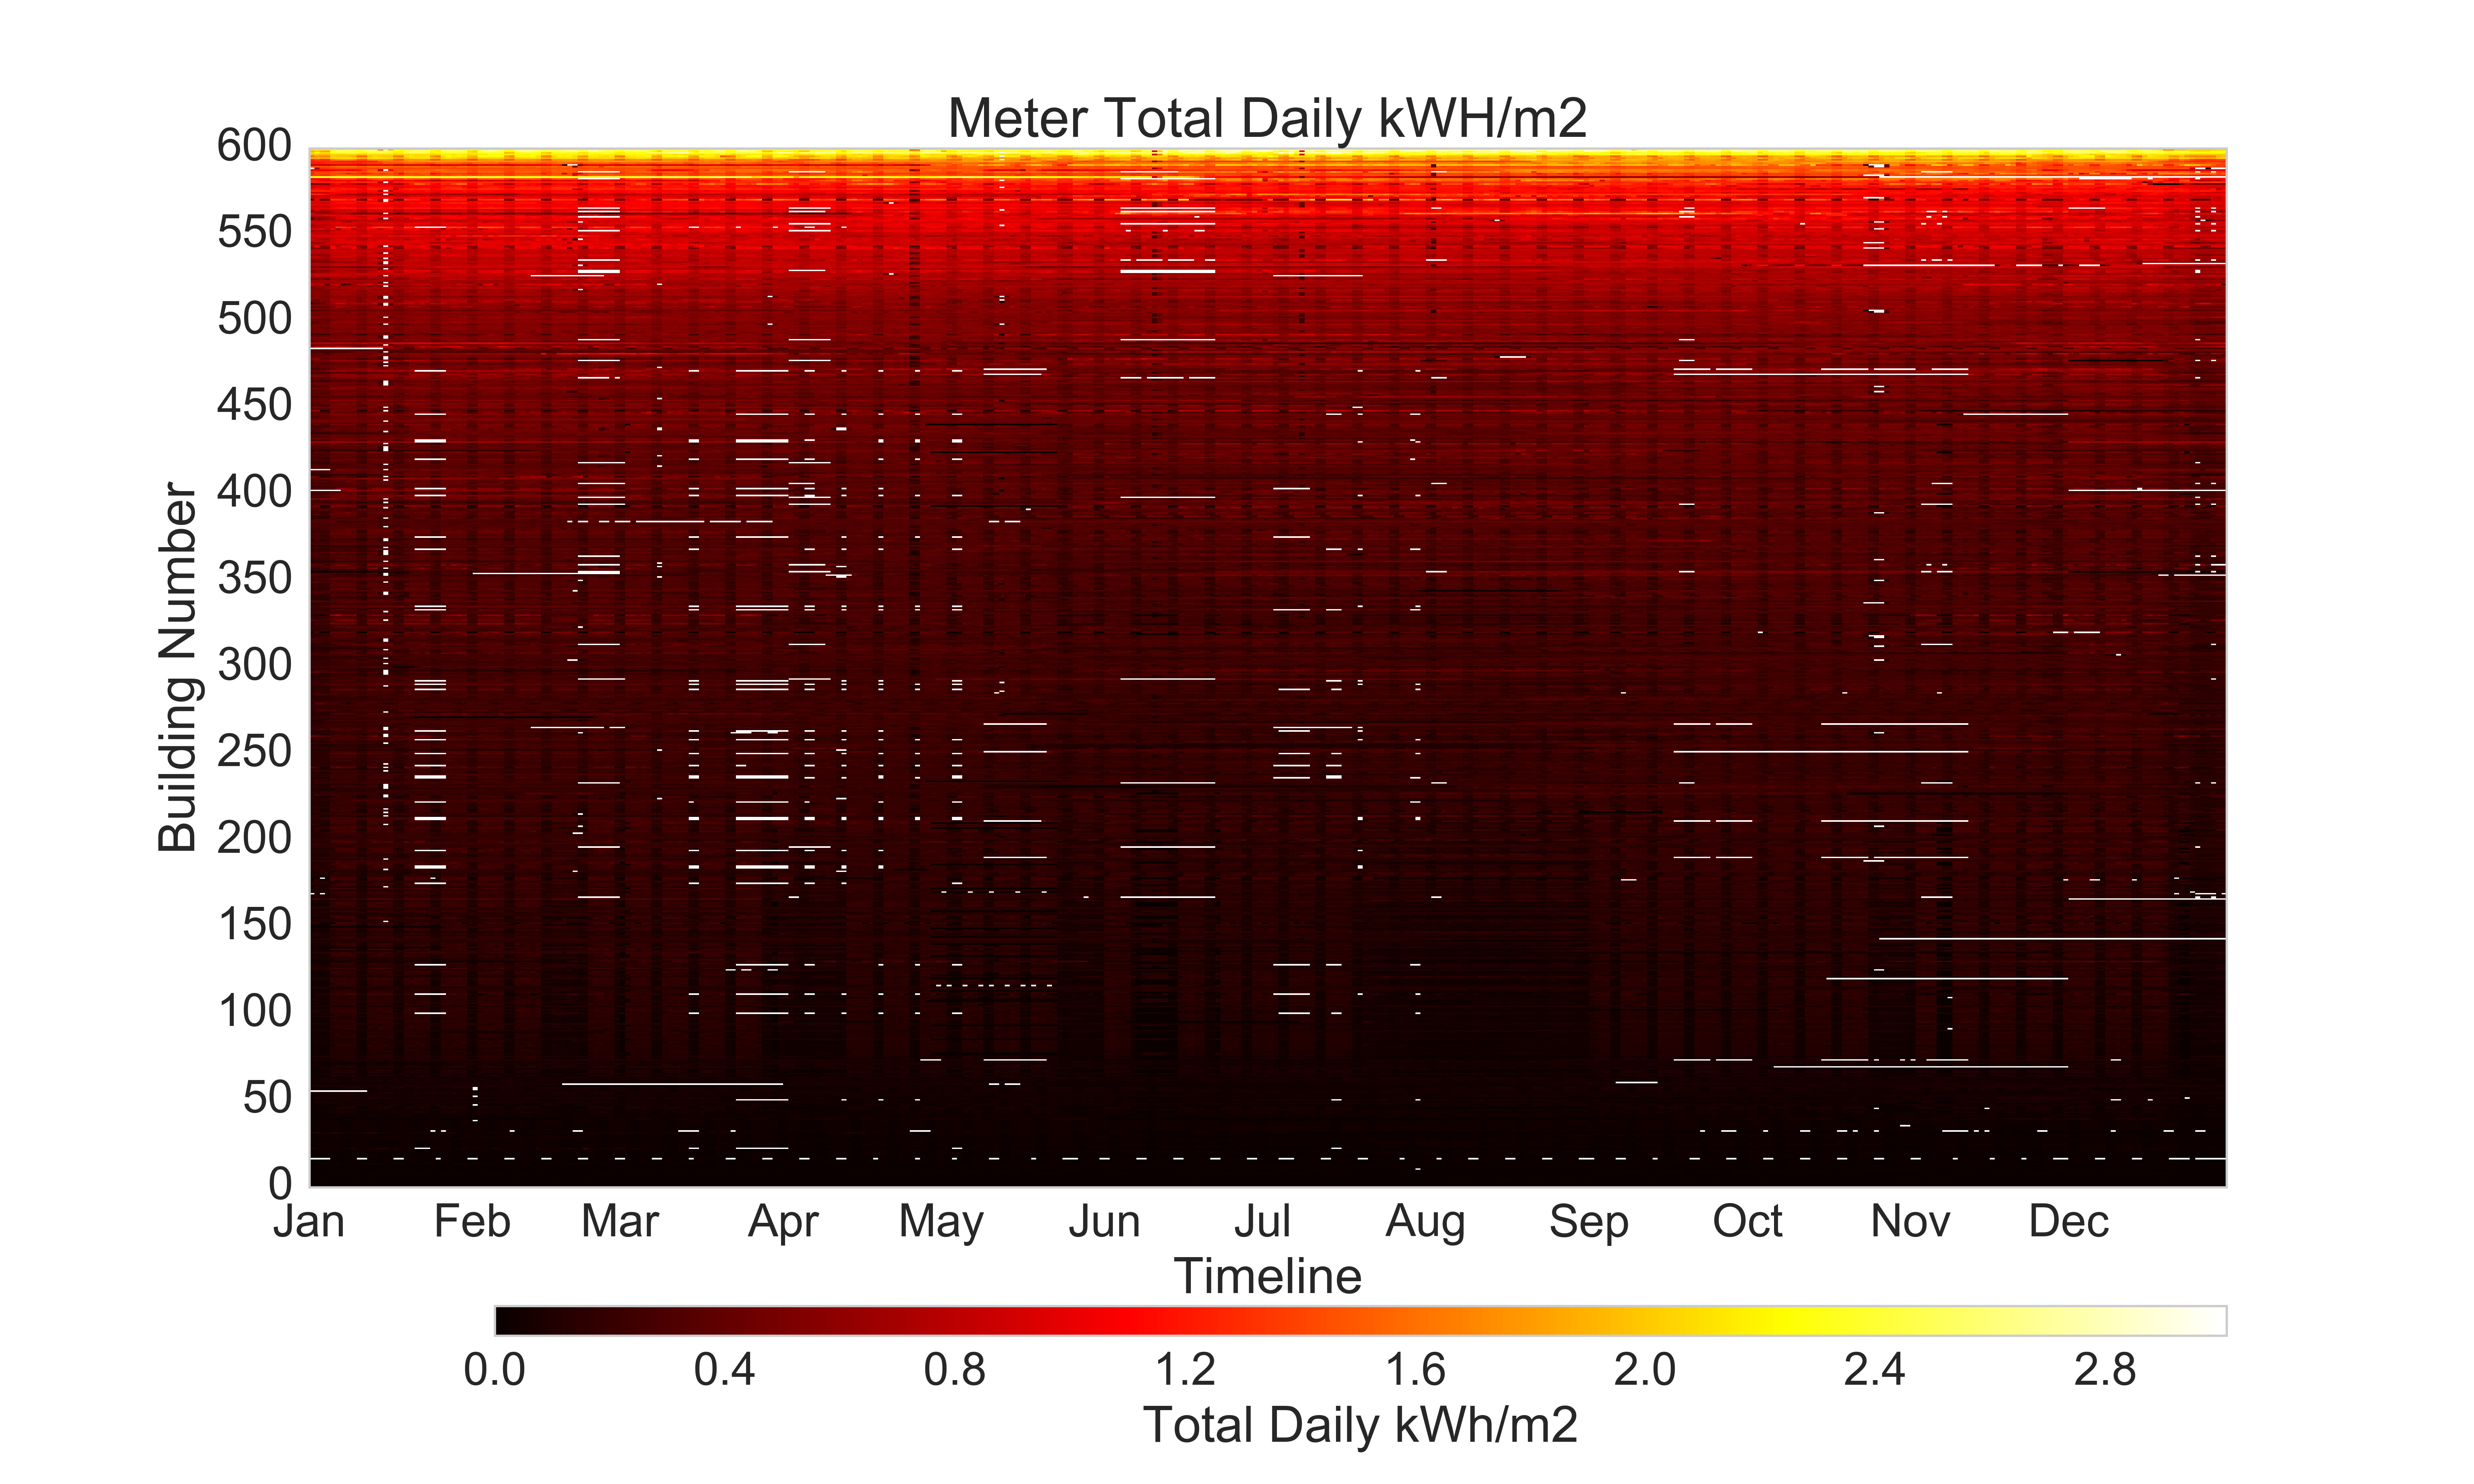 Meter Total Daily kWH/m2
600
550
500
450
400
350
300
250
200
150
100
50
0
Building Number
Jan Feb Mar Apr May Jun Jul Aug Sep Oct Nov Dec
Timeline
0.0 0.4 0.8 1.2 1.6 2.0 2.4 2.8
Total Daily kWh/m2